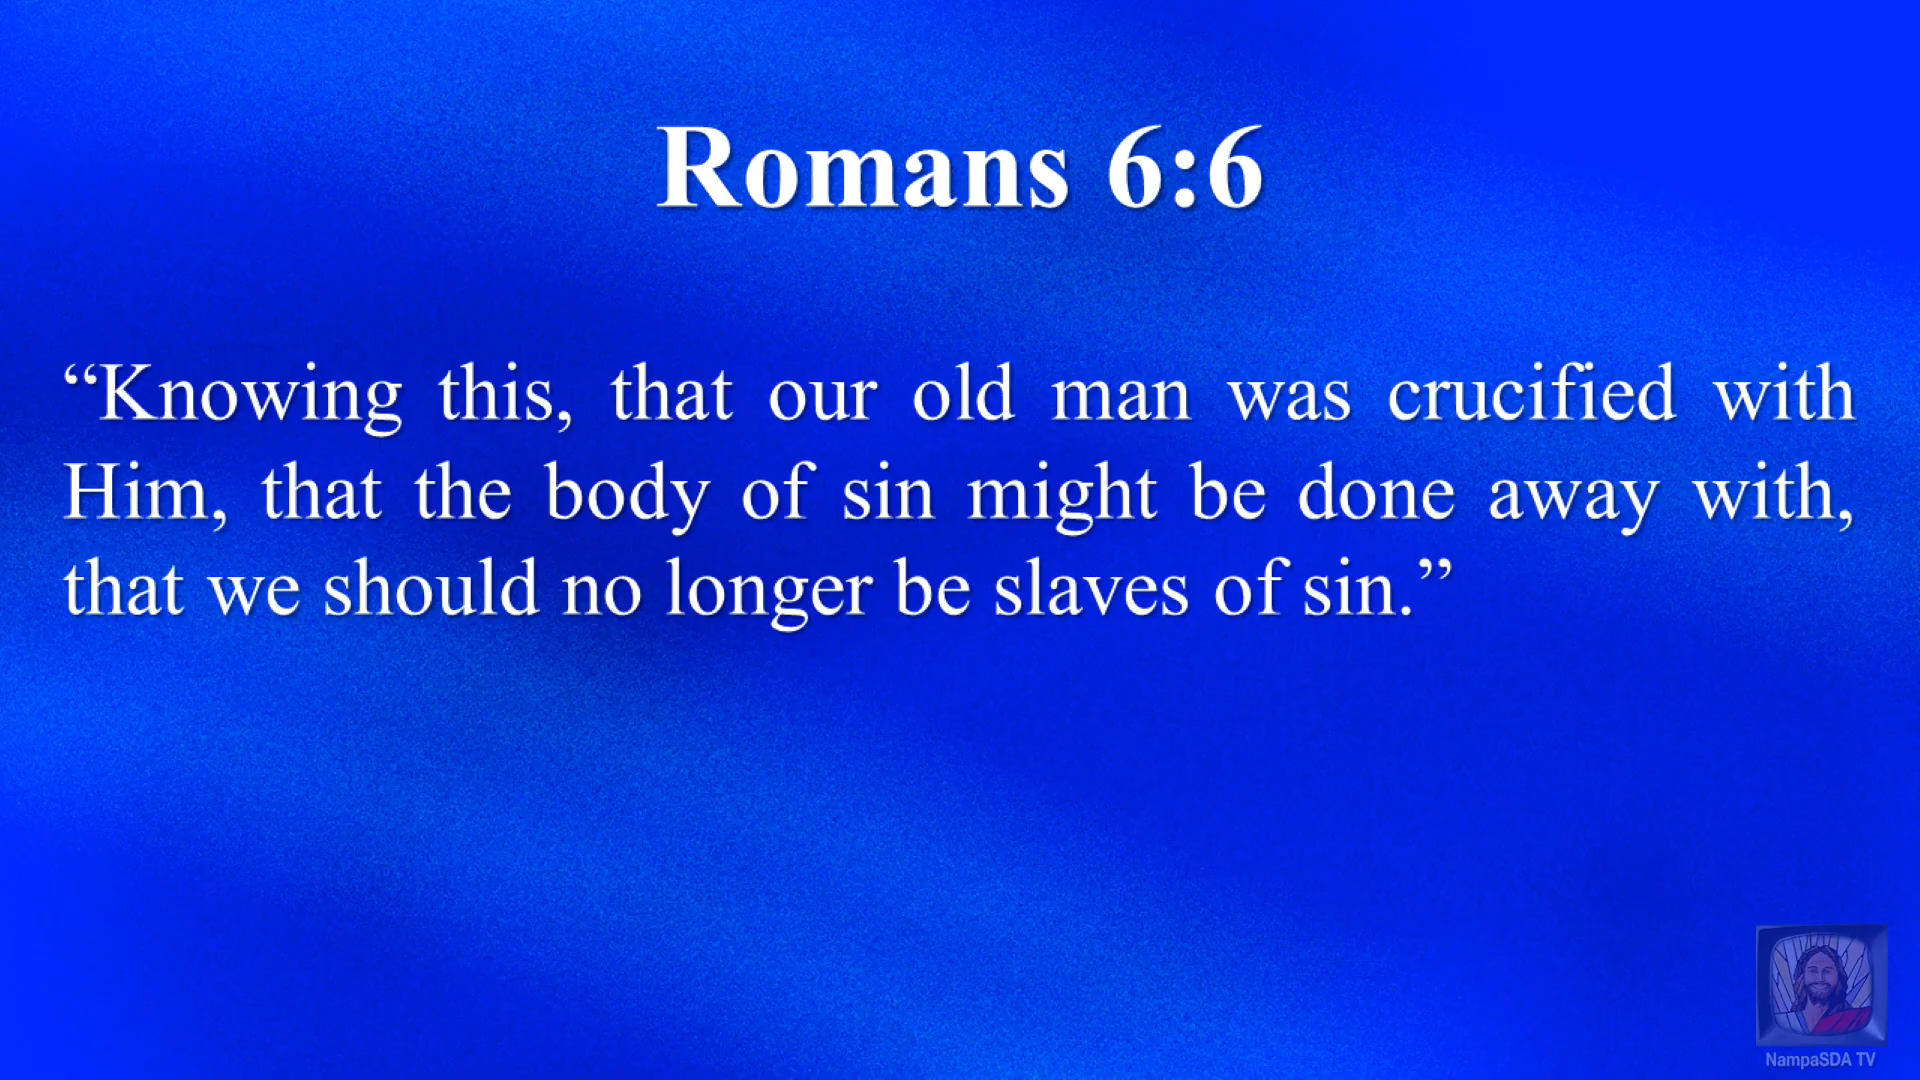 Romans 6:6
“Knowing this, that our old man was crucified with
Him, that the body of sin might be done away with,
that we should no longer be slaves of sin.”
NampaSDA TV